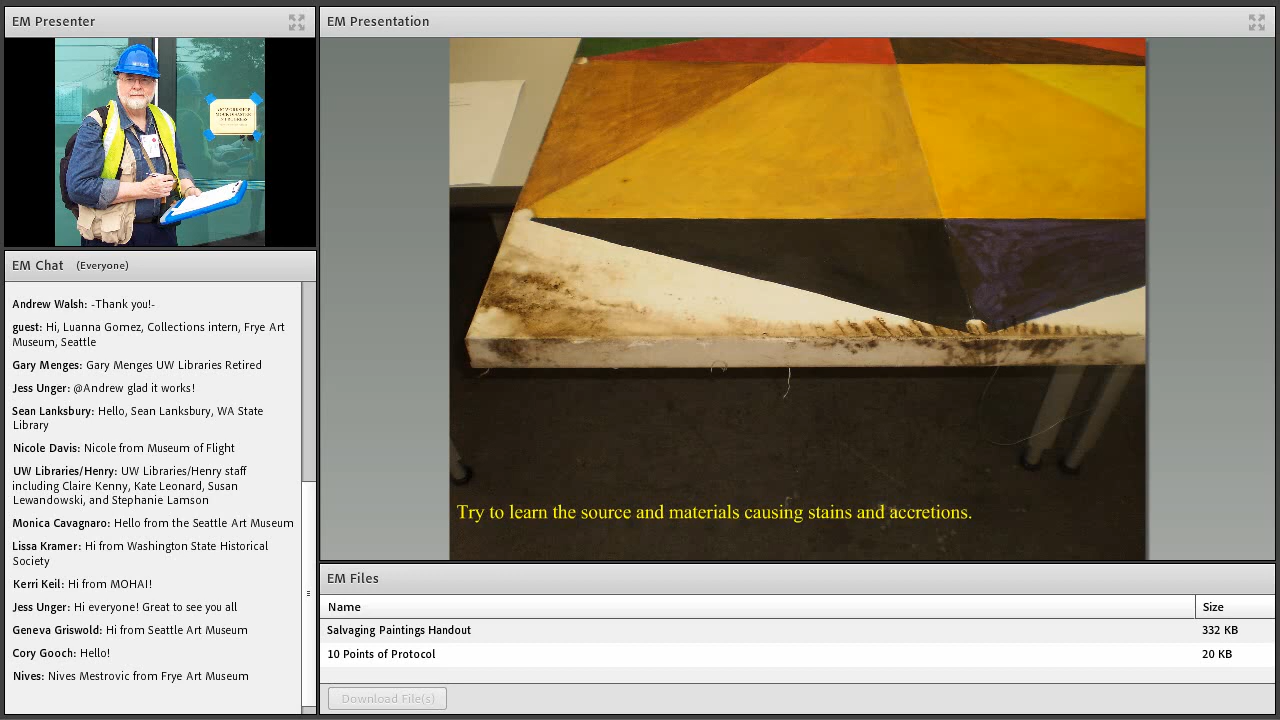 EM Presenter
EM Chat (Everyone)
Andrew Walsh: -Thank you!-
guest: Hi, Luanna Gomez, Collections intern, Frye Art
Museum, Seattle
Gary Menges: Gary Menges UW Libraries Retired
Jess Unger: @Andrew glad it works!
Sean Lanksbury: Hello, Sean Lanksbury, WA State
Library
Nicole Davis: Nicole from Museum of Flight
UW Libraries/Henry: UW Libraries/Henry staff
including Claire Kenny, Kate Leonard, Susan
Lewandowski, and Stephanie Lamson
Monica Cavagnaro: Hello from the Seattle Art Museum
Lissa Kramer: Hi from Washington State Historical
Society
Kerri Keil: Hi from MOHAI!
Jess Unger: Hi everyone! Great to see you all
Geneva Griswold: Hi from Seattle Art Museum
Cory Gooch: Hello!
Nives: Nives Mestrovic from Frye Art Museum
EM Presentation
Try to learn the source and materials causing stains and accretions.
EM Files
Name Size
Salvaging Paintings Handout 332 KB
10 Points of Protocol 20 KB
Download File(s)